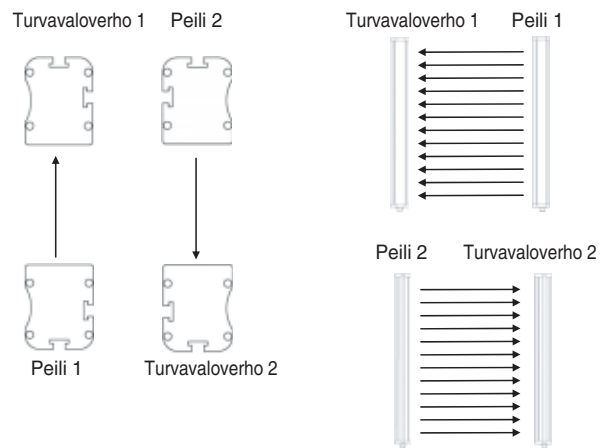 Turvavaloverho 1 Peili 2
Peili 1 Turvavaloverho 2
Turvavaloverho 1 Peili 1
Peili 2 Turvavaloverho 2